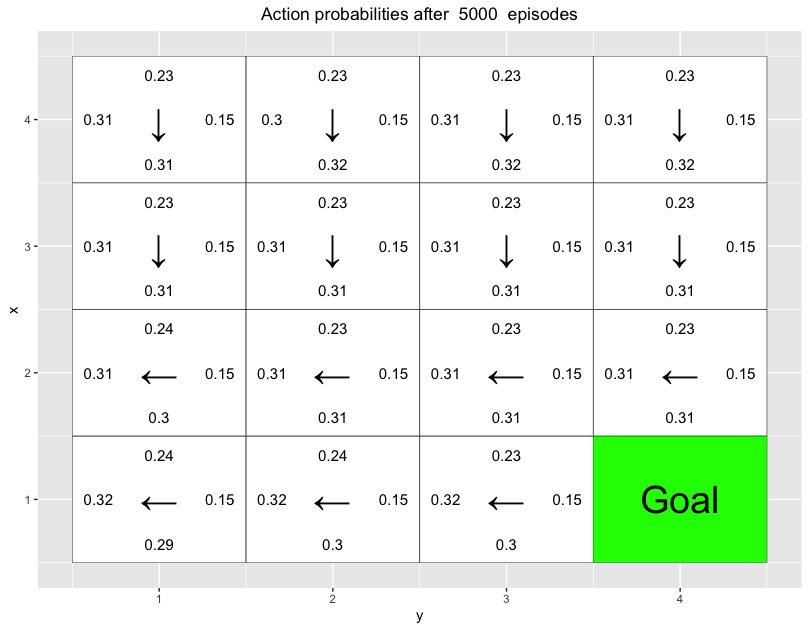 Action probabilities after 5000 episodes
0.23 0.23 0.23 0.23
4 0.31 0.15 0.3 0.15 0.31 0.15 0.31 0.15
0.31 0.32 0.32 0.32
0.23 0.23 0.23 0.23
3 0.31 0.15 0.31 0.15 0.31 0.15 0.31 0.15
0.31 0.31 0.31 0.31
x
0.24 0.23 0.23 0.23
2 0.31 0.15 0.31 0.15 0.31 0.15 0.31 0.15
0.3 0.31 0.31 0.31
0.24 0.24 0.23
1 0.32 0.15 0.32 0.15 0.32 0.15 Goal
0.29 0.3 0.3
1 2 3 4
y